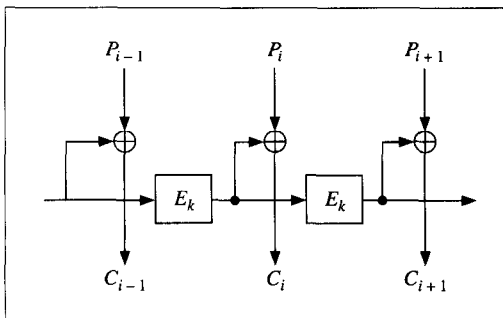 P_{i-1} P_i P_{i+1}
E_k E_k
C_{i-1} C_i C_{i+1}